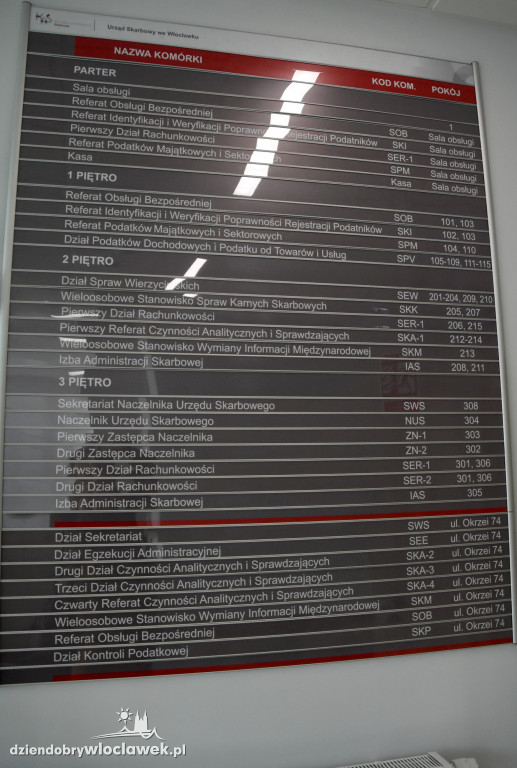 Urząd Skarbowy we Włocławku
NAZWA KOMÓRKI KOD KOM. POKÓJ
PARTER
Sala obsługi 1
Referat Obsługi Bezpośredniej SOB Sala obsługi
Referat Identyfikacji i Weryfikacji Poprawności Rejestracji Podatników SKI Sala obsługi
Pierwszy Dział Rachunkowości SER-1 Sala obsługi
Referat Podatków Majątkowych i Sektorowych SPM Sala obsługi
Kasa Kasa Sala obsługi
1 PIĘTRO
Referat Obsługi Bezpośredniej SOB 101, 103
Referat Identyfikacji i Weryfikacji Poprawności Rejestracji Podatników SKI 102, 103
Referat Podatków Majątkowych i Sektorowych SPM 104, 110
Dział Podatków Dochodowych i Podatku od Towarów i Usług SPV 105-109, 111-115
2 PIĘTRO
Dział Spraw Wierzycielskich SEW 201-204, 209, 210
Wieloosobowe Stanowisko Spraw Karnych Skarbowych SKK 205, 207
Pierwszy Dział Rachunkowości SER-1 206, 215
Pierwszy Referat Czynności Analitycznych i Sprawdzających SKA-1 212-214
Wieloosobowe Stanowisko Wymiany Informacji Międzynarodowej SKM 213
Izba Administracji Skarbowej IAS 208, 211
3 PIĘTRO
Sekretariat Naczelnika Urzędu Skarbowego SWS 308
Naczelnik Urzędu Skarbowego NUS 304
Pierwszy Zastępca Naczelnika ZN-1 303
Drugi Zastępca Naczelnika ZN-2 302
Pierwszy Dział Rachunkowości SER-1 301, 306
Drugi Dział Rachunkowości SER-2 301, 306
Izba Administracji Skarbowej IAS 305
Dział Sekretariat SWS ul. Okrzei 74
Dział Egzekucji Administracyjnej SEE ul. Okrzei 74
Drugi Dział Czynności Analitycznych i Sprawdzających SKA-2 ul. Okrzei 74
Trzeci Dział Czynności Analitycznych i Sprawdzających SKA-3 ul. Okrzei 74
Czwarty Referat Czynności Analitycznych i Sprawdzających SKA-4 ul. Okrzei 74
Wieloosobowe Stanowisko Wymiany Informacji Międzynarodowej SKM ul. Okrzei 74
Referat Obsługi Bezpośredniej SOB ul. Okrzei 74
Dział Kontroli Podatkowej SKP ul. Okrzei 74
dziendobrywloclawek.pl